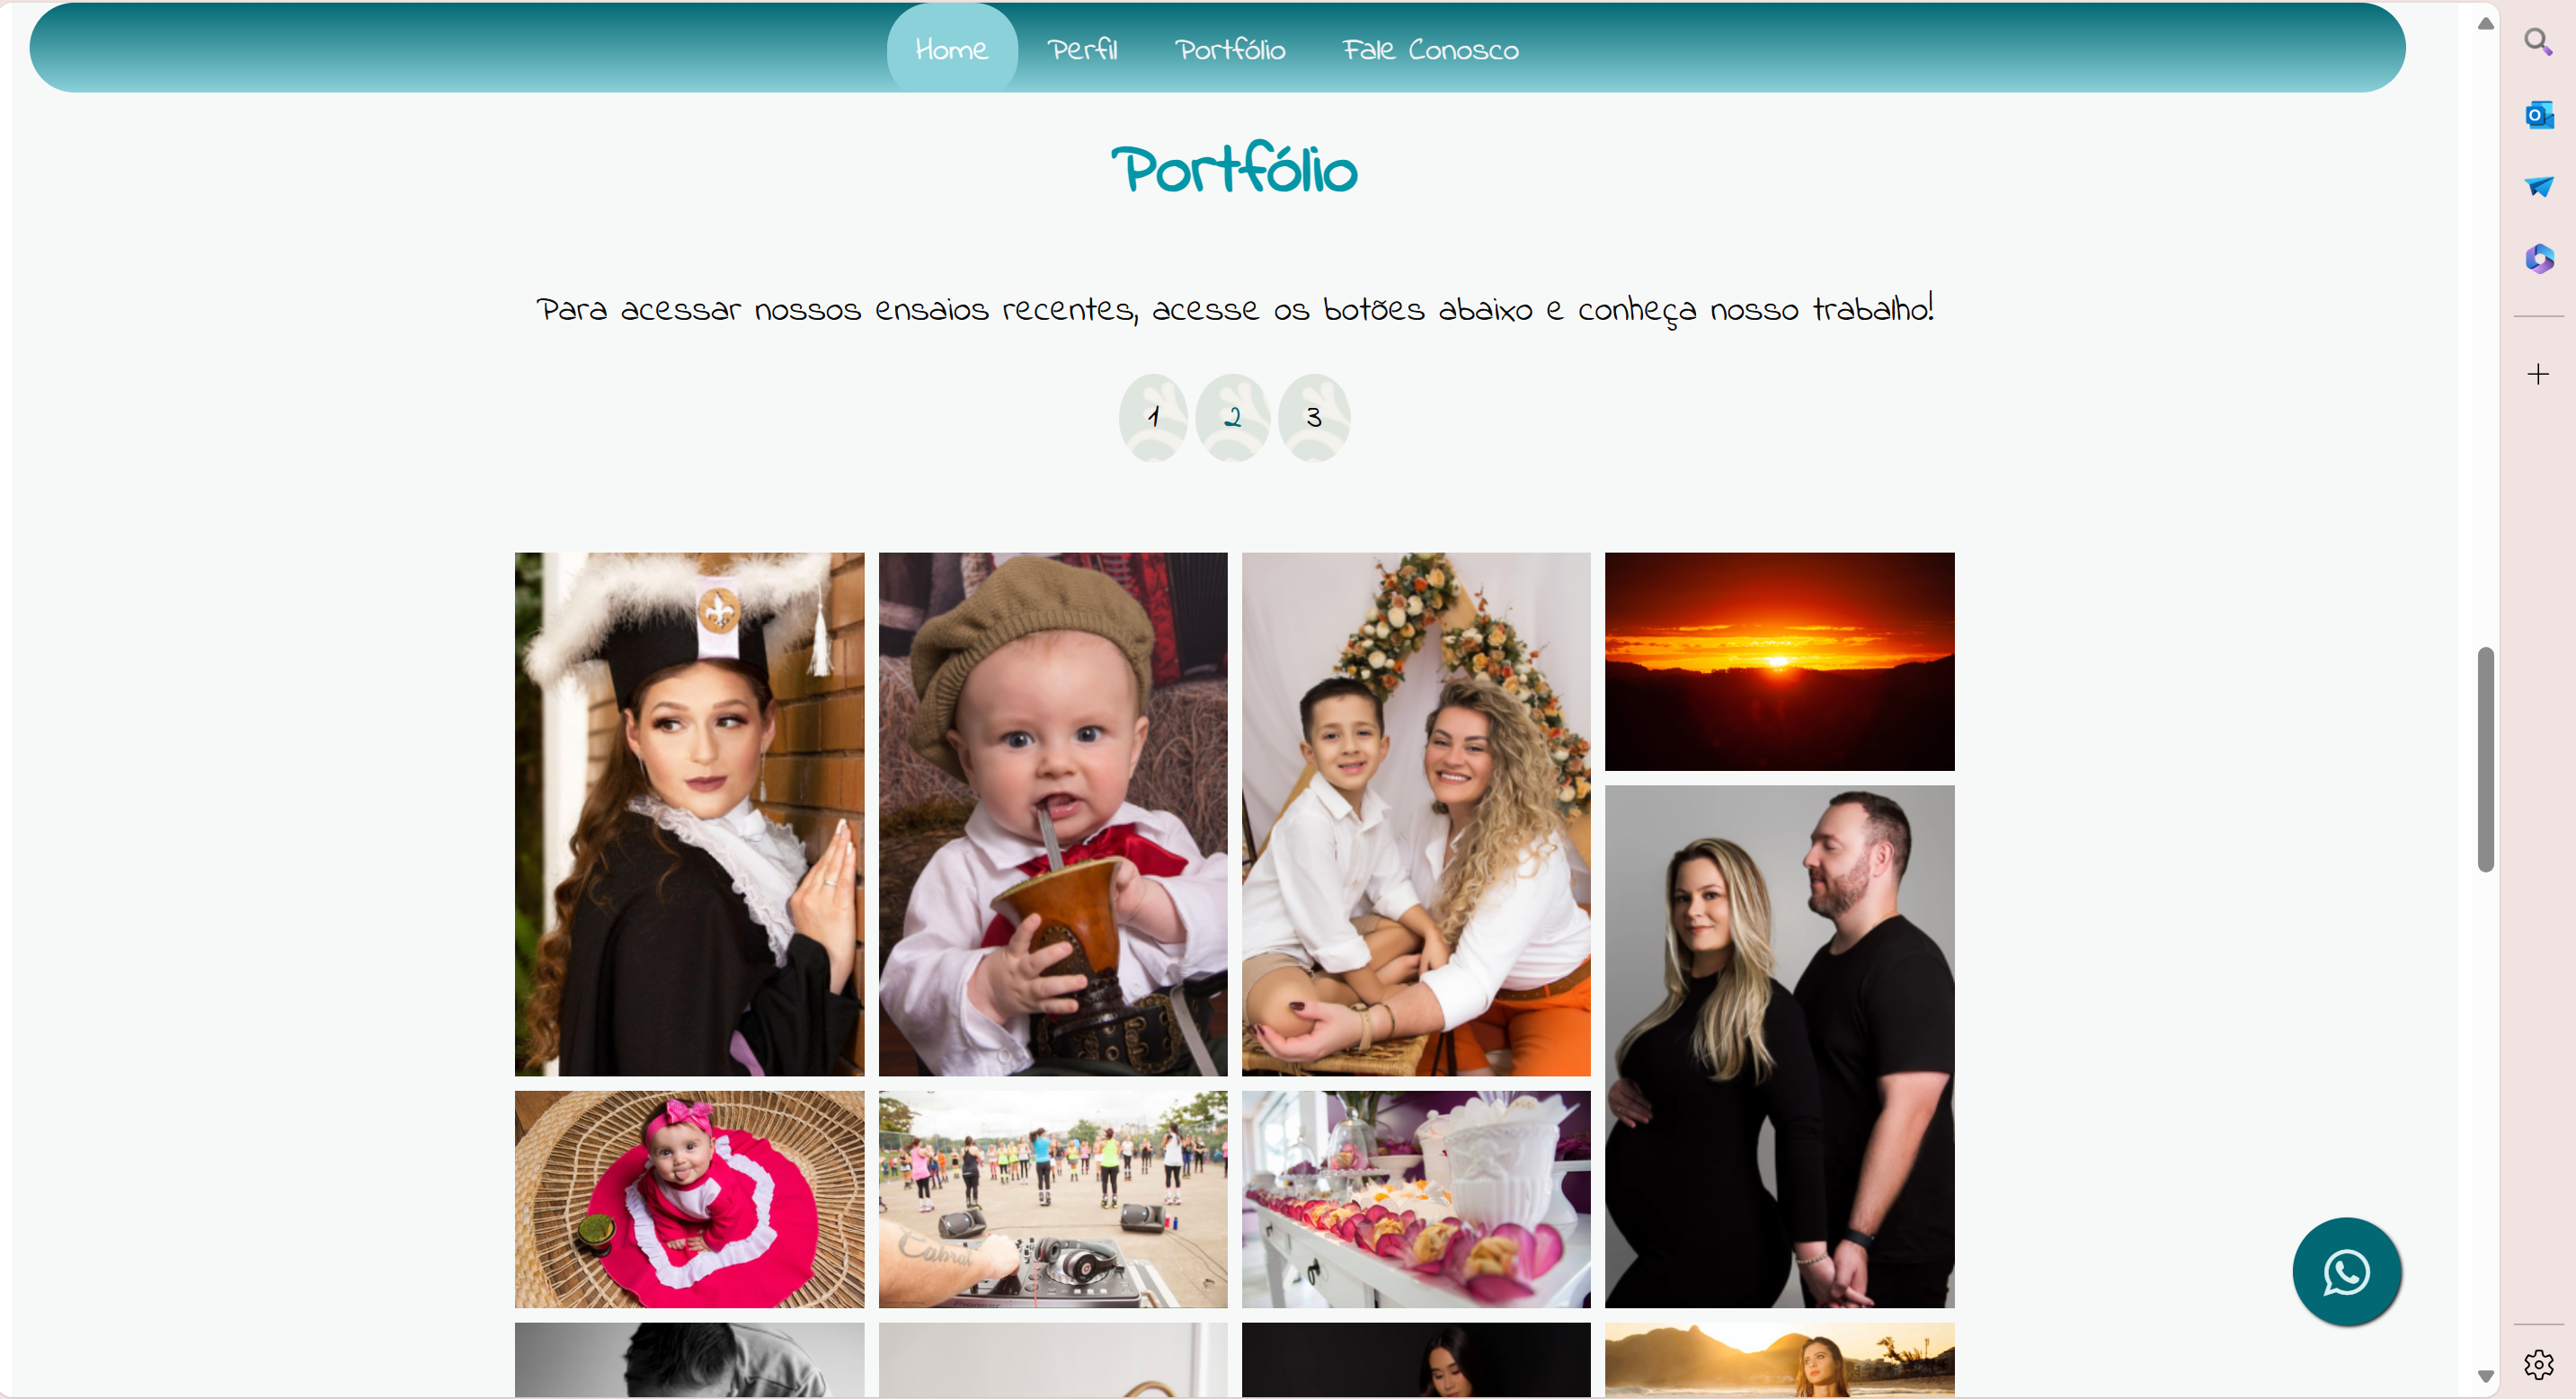 Home Perfil Portfólio Fale Conosco
Portfólio
Para acessar nossos ensaios recentes, acesse os botões abaixo e conheça nosso trabalho!
1 2 3
Cabral